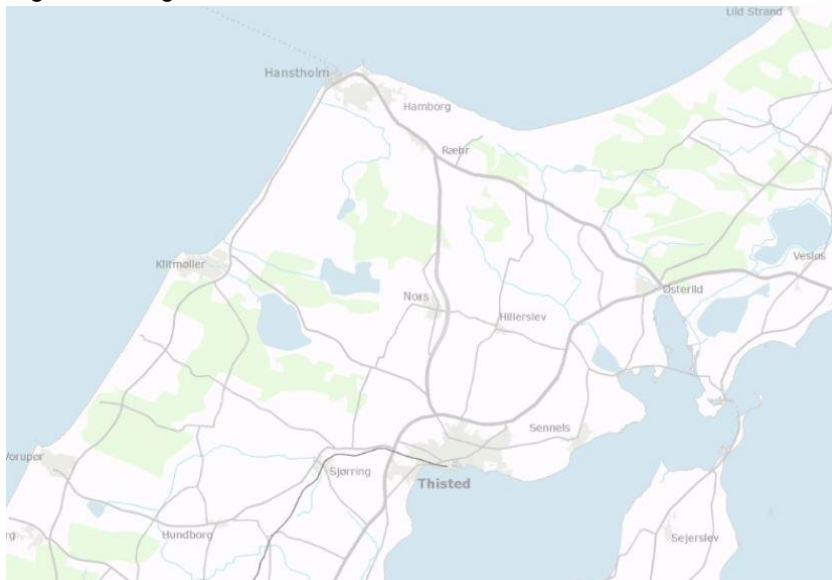 Lild Strand
Hanstholm
Hamborg
Ræhr
Klitmøller
Vesløs
Nors
Østerild
Hillerslev
Sennels
Vorupør
Sjørring
Thisted
Hundborg
Sejerslev